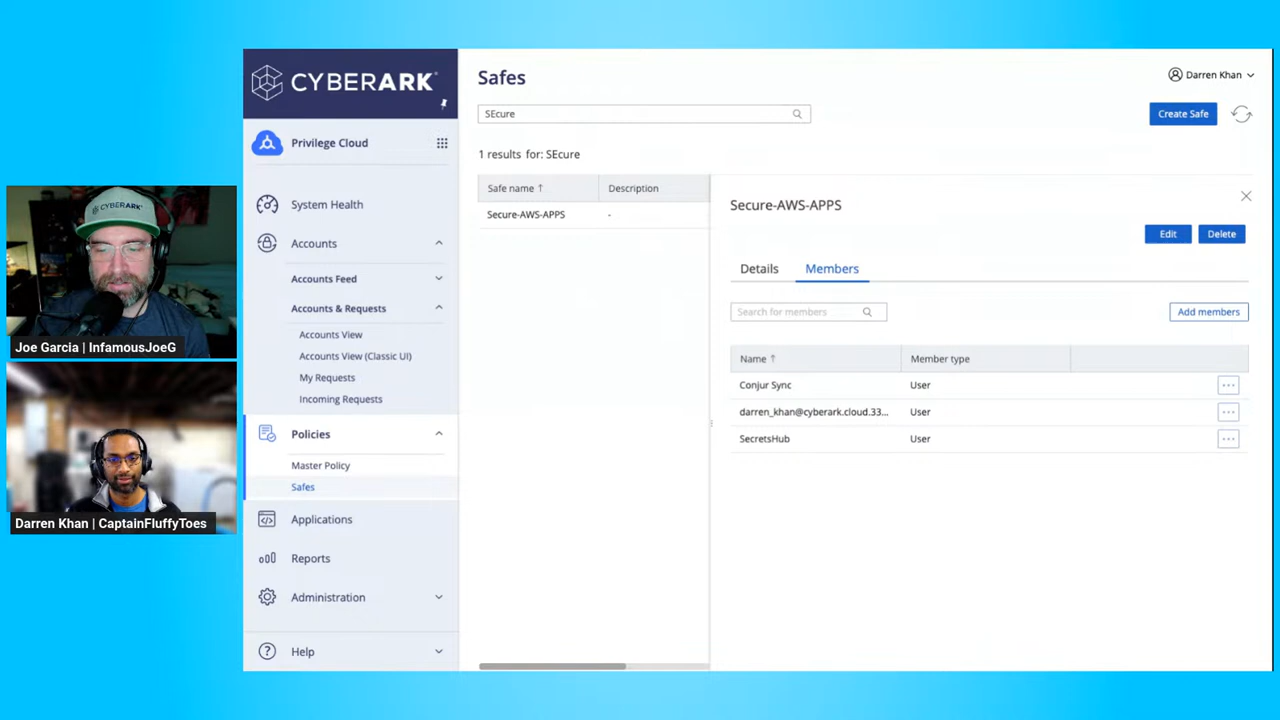 CYBERARK
Joe Garcia | InfamousJoeG
Darren Khan | CaptainFluffyToes
CYBERARK®
Privilege Cloud
System Health
Accounts
Accounts Feed
Accounts & Requests
Accounts View
Accounts View (Classic UI)
My Requests
Incoming Requests
Policies
Master Policy
Safes
Applications
Reports
Administration
Help
Safes
Darren Khan
SEcure
Create Safe
1 results for: SEcure
Safe name ↑ Description
Secure-AWS-APPS -
Secure-AWS-APPS
Edit Delete
Details Members
Search for members
Add members
Name ↑ Member type
Conjur Sync User
darren_khan@cyberark.cloud.33... User
SecretsHub User